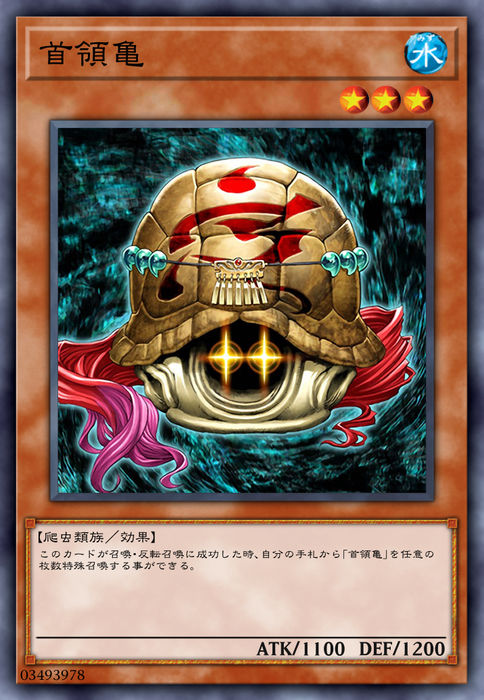 首領亀
みず
水
【爬虫類族／効果】
このカードが召喚・反転召喚に成功した時、自分の手札から「首領亀」を任意の
枚数特殊召喚する事ができる。
ATK/1100 DEF/1200
03493978